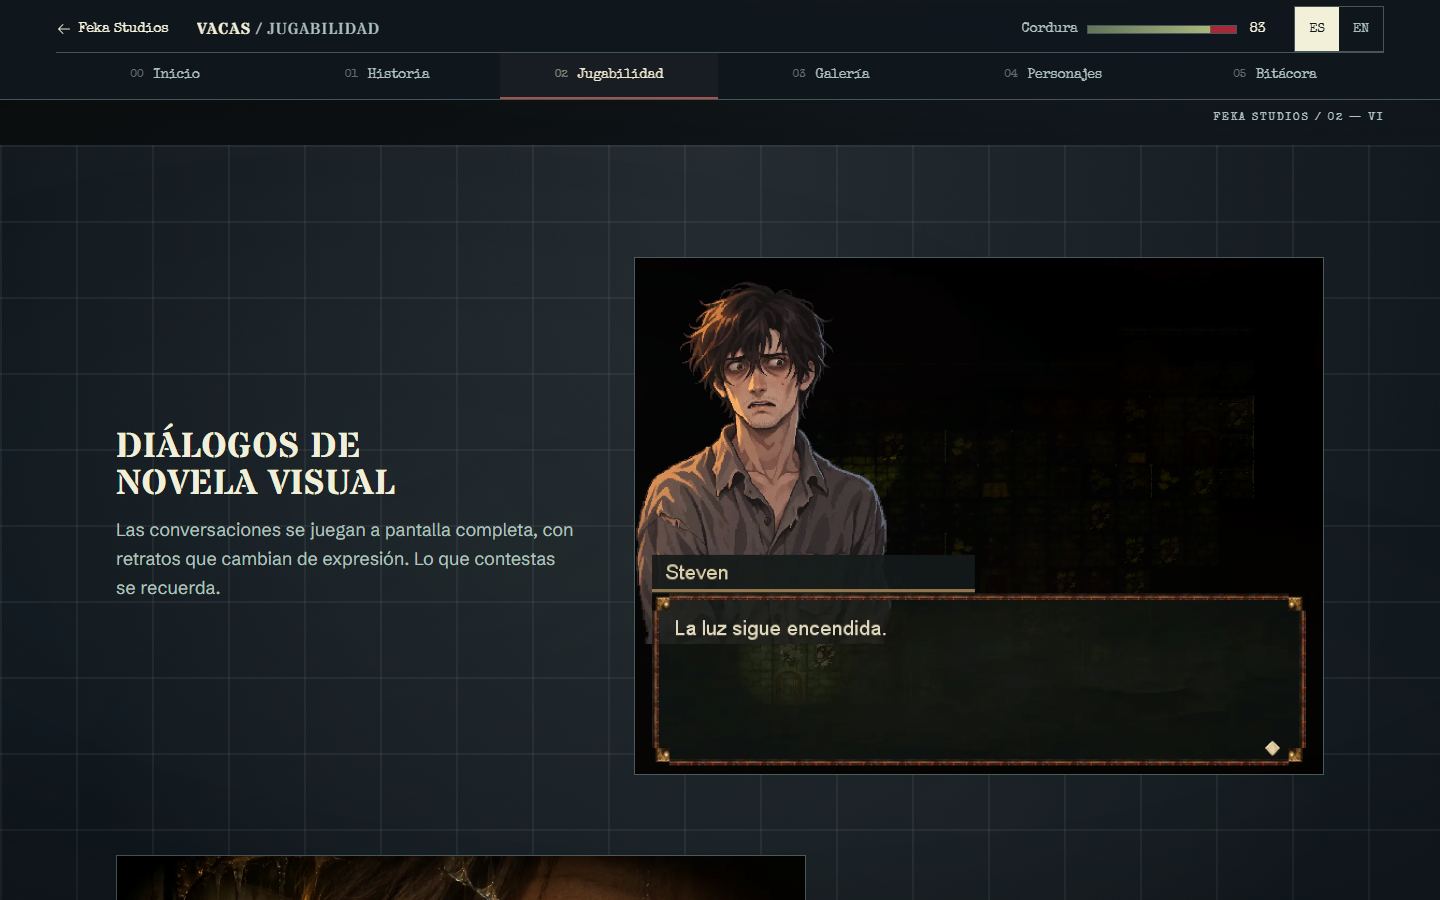 ← Feka Studios
VACAS / JUGABILIDAD
Cordura 83
ES EN
00 Inicio
01 Historia
02 Jugabilidad
03 Galería
04 Personajes
05 Bitácora
FEKA STUDIOS / 02 — VI
DIÁLOGOS DE
NOVELA VISUAL
Las conversaciones se juegan a pantalla completa, con
retratos que cambian de expresión. Lo que contestas
se recuerda.
Steven
La luz sigue encendida.